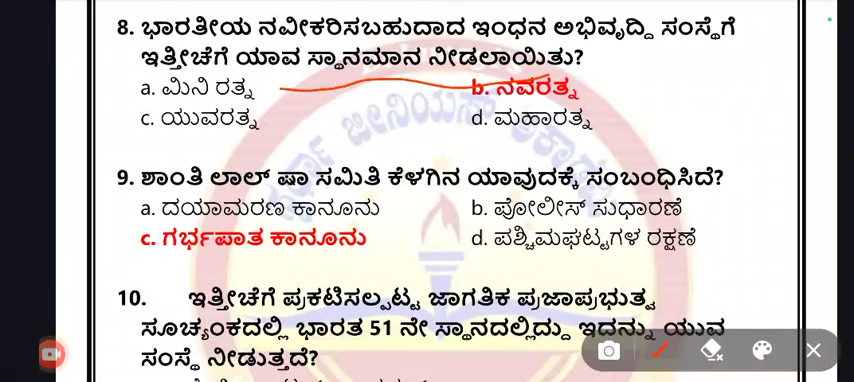 8. ಭಾರತೀಯ ನವೀಕರಿಸಬಹುದಾದ ಇಂಧನ ಅಭಿವೃದ್ಧಿ ಸಂಸ್ಥೆಗೆ
ಇತ್ತೀಚೆಗೆ ಯಾವ ಸ್ಥಾನಮಾನ ನೀಡಲಾಯಿತು?
a. ಮಿನಿ ರತ್ನ b. ನವರತ್ನ
c. ಯುವರತ್ನ d. ಮಹಾರತ್ನ
9. ಶಾಂತಿ ಲಾಲ್ ಷಾ ಸಮಿತಿ ಕೆಳಗಿನ ಯಾವುದಕ್ಕೆ ಸಂಬಂಧಿಸಿದೆ?
a. ದಯಾಮರಣ ಕಾನೂನು b. ಪೋಲೀಸ್ ಸುಧಾರಣೆ
c. ಗರ್ಭಪಾತ ಕಾನೂನು d. ಪಶ್ಚಿಮಘಟ್ಟಗಳ ರಕ್ಷಣೆ
10. ಇತ್ತೀಚೆಗೆ ಪ್ರಕಟಿಸಲ್ಪಟ್ಟ ಜಾಗತಿಕ ಪ್ರಜಾಪ್ರಭುತ್ವ
ಸೂಚ್ಯಂಕದಲ್ಲಿ ಭಾರತ 51 ನೇ ಸ್ಥಾನದಲ್ಲಿದ್ದು ಇದನ್ನು ಯುವ
ಸಂಸ್ಥೆ ನೀಡುತ್ತದೆ?